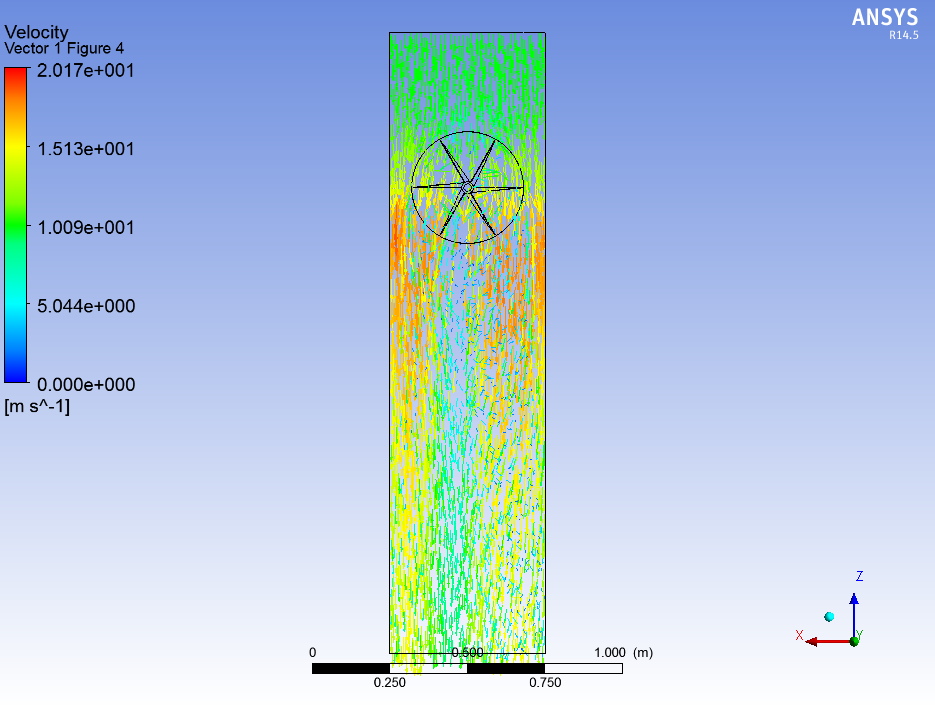 ANSYS
R14.5
Velocity
Vector 1 Figure 4
2.017e+001
1.513e+001
1.009e+001
5.044e+000
0.000e+000
[m s^-1]
Z
X
Y
0 0.500 1.000 (m)
0.250 0.750